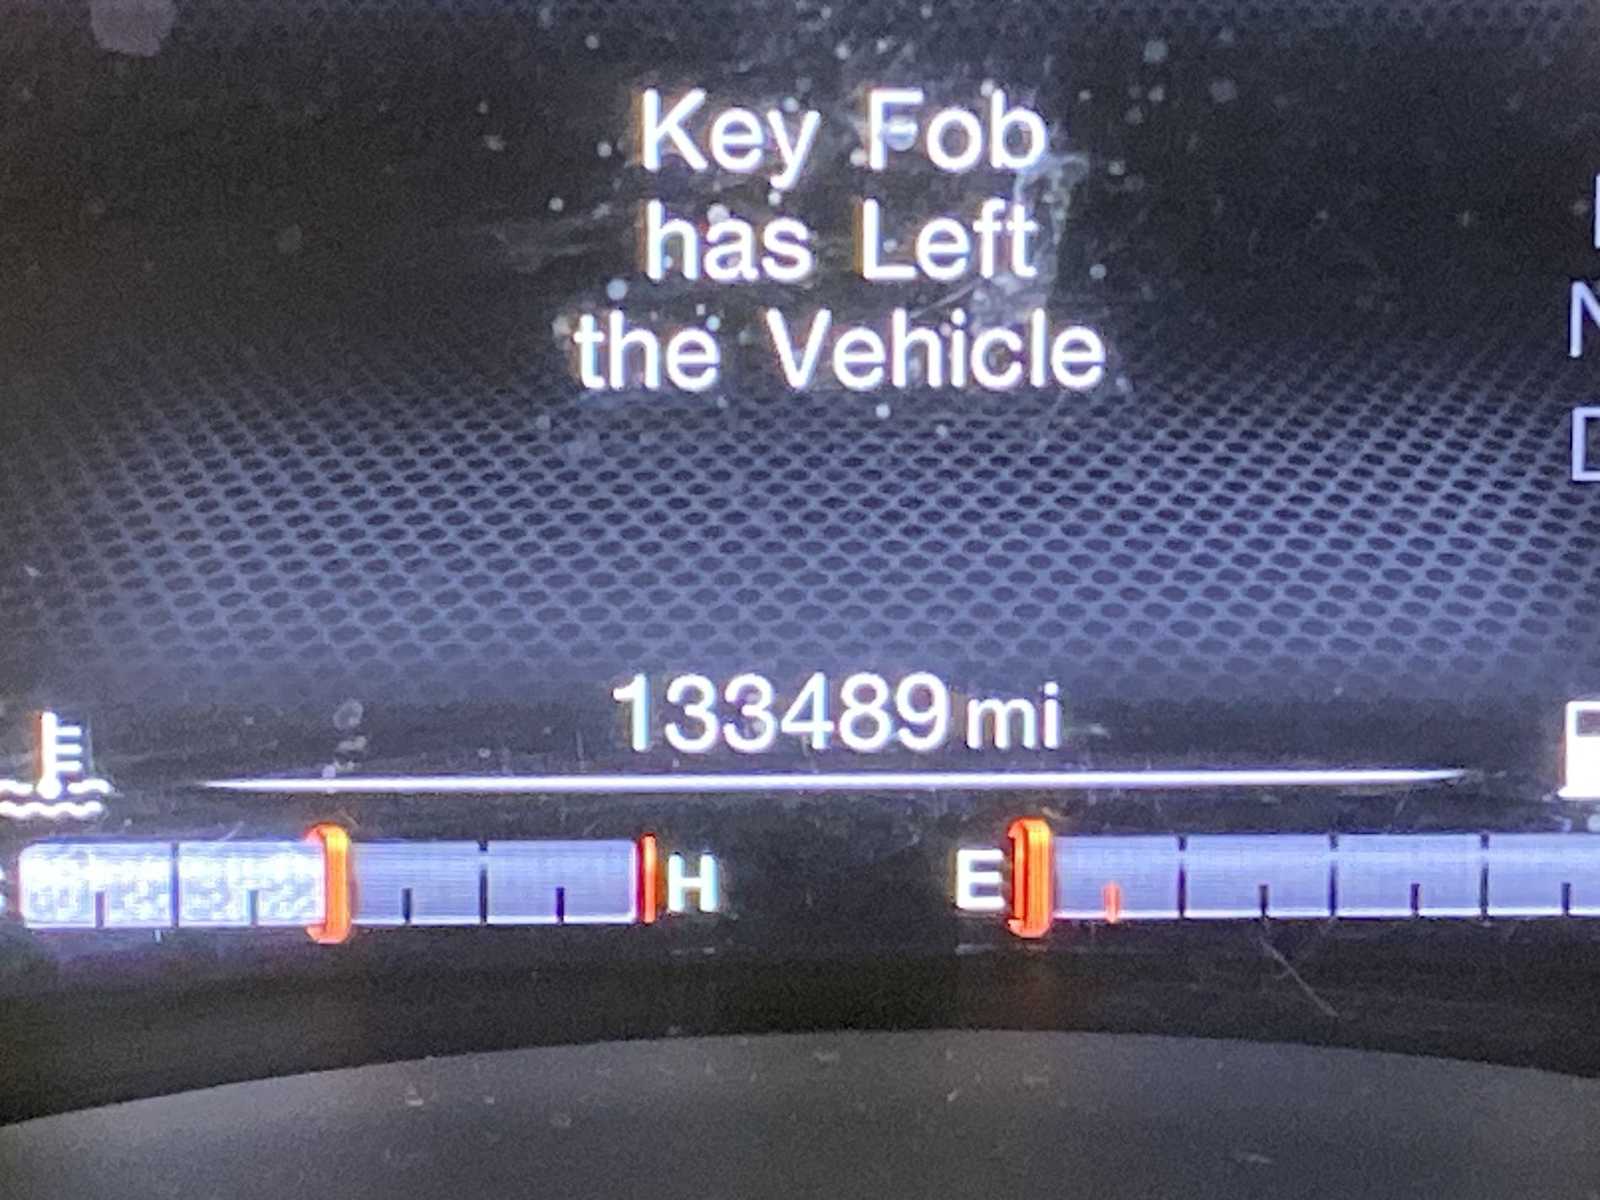 Key Fob
has Left
the Vehicle
N
D
133489 mi
H
E